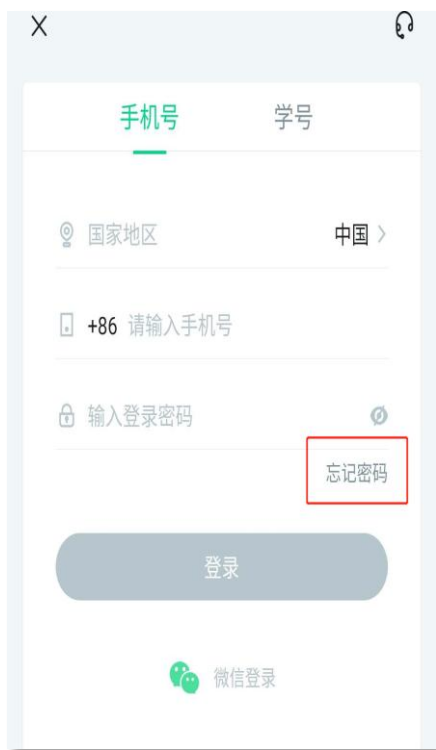 手机号 学号
国家地区 中国
+86 请输入手机号
输入登录密码
忘记密码
登录
微信登录